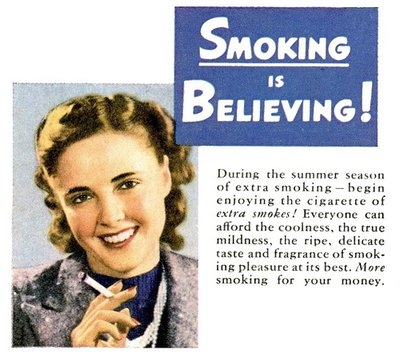 SMOKING
IS
BELIEVING!
During the summer season
of extra smoking—begin
enjoying the cigarette of
extra smokes! Everyone can
afford the coolness, the true
mildness, the ripe, delicate
taste and fragrance of smok-
ing pleasure at its best. More
smoking for your money.